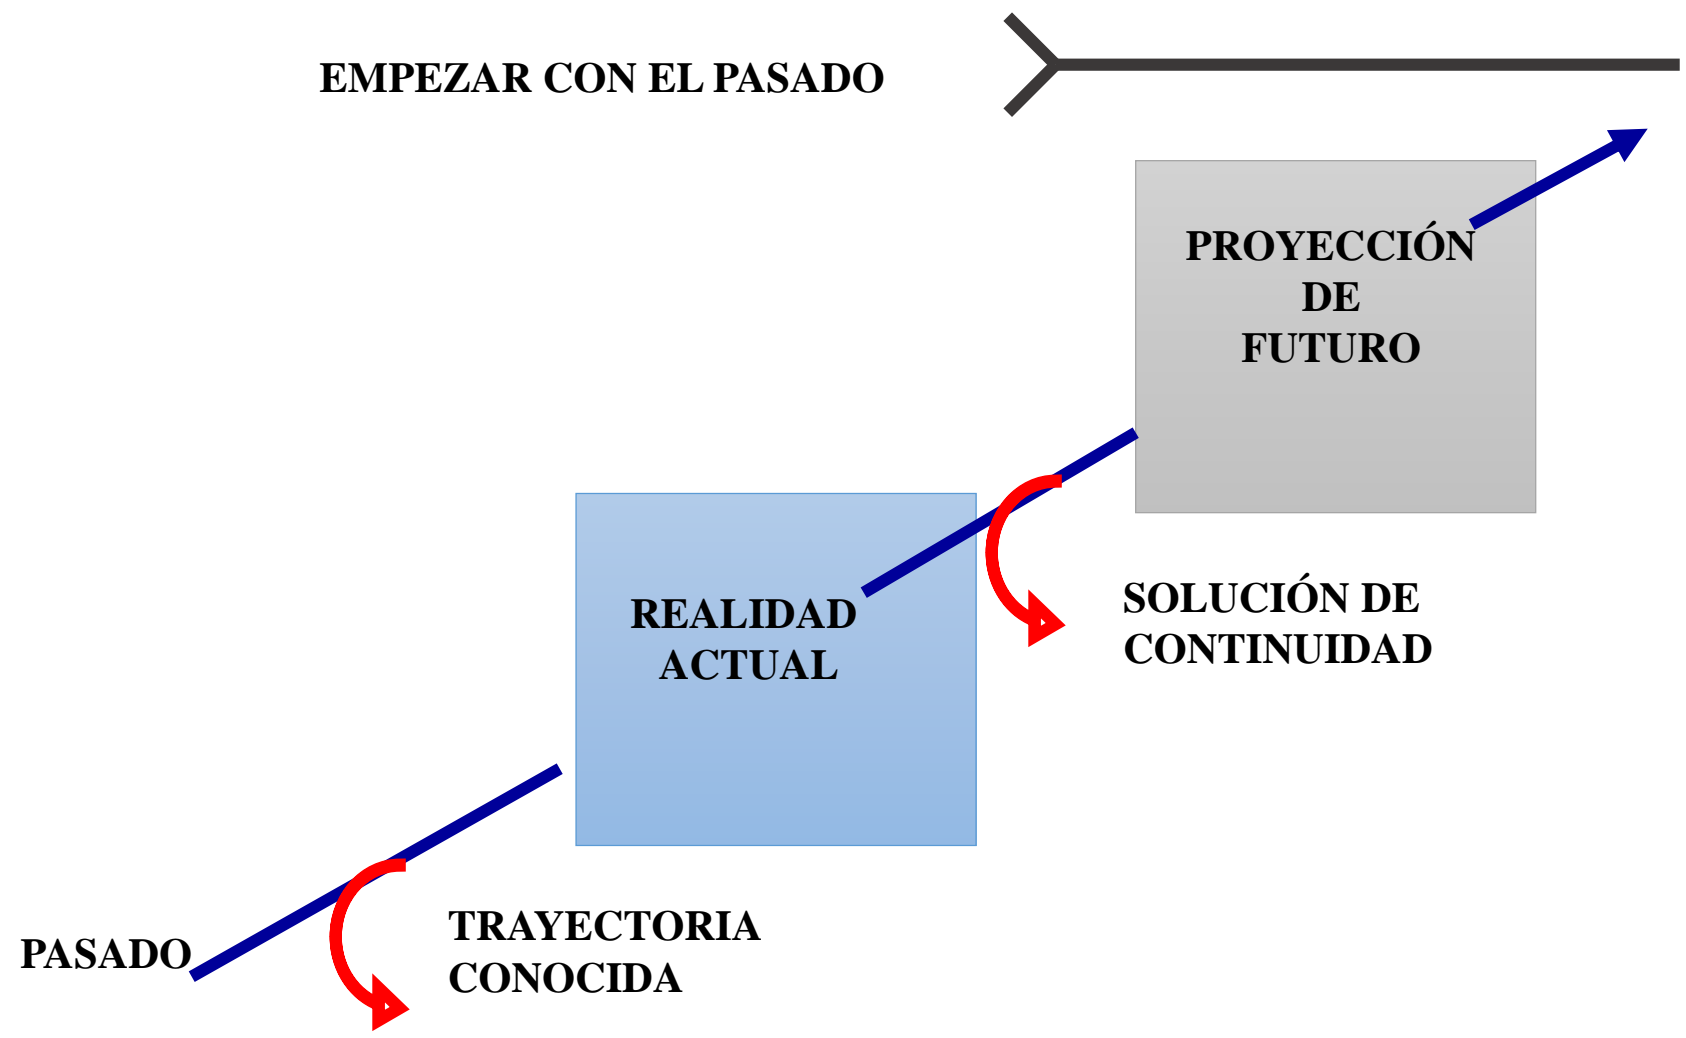 EMPEZAR CON EL PASADO
PROYECCIÓN
DE
FUTURO
REALIDAD
ACTUAL
SOLUCIÓN DE
CONTINUIDAD
PASADO
TRAYECTORIA
CONOCIDA